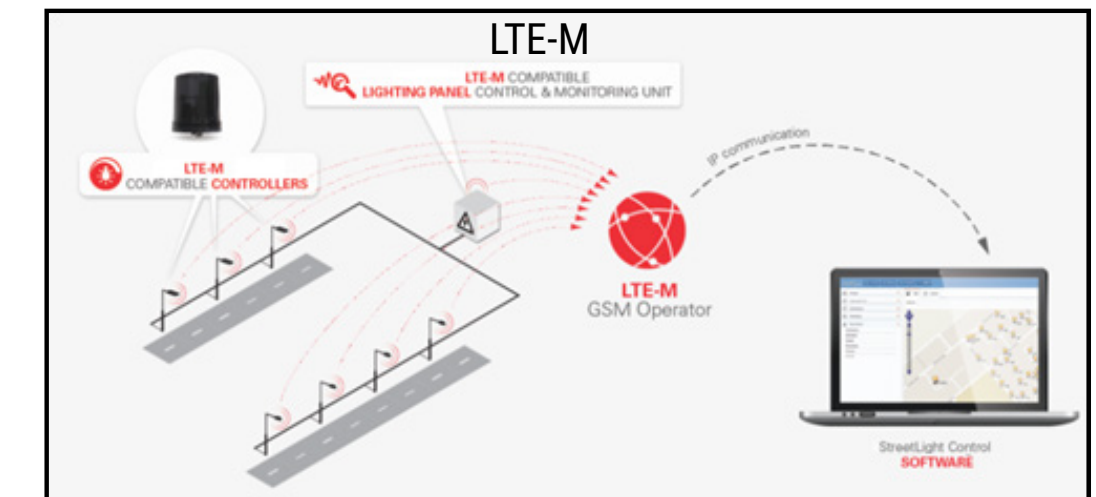 LTE-M
LTE-M COMPATIBLE
LIGHTING PANEL CONTROL & MONITORING UNIT
LTE-M
COMPATIBLE CONTROLLERS
IP communication
LTE-M
GSM Operator
StreetLight Control
SOFTWARE